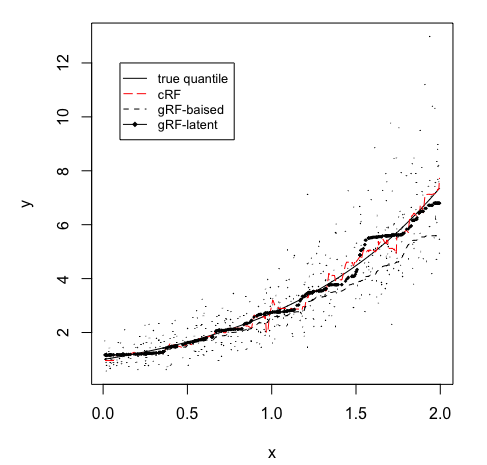 12
10
8
6
4
2
y
true quantile
cRF
gRF-baised
gRF-latent
0.0 0.5 1.0 1.5 2.0
x